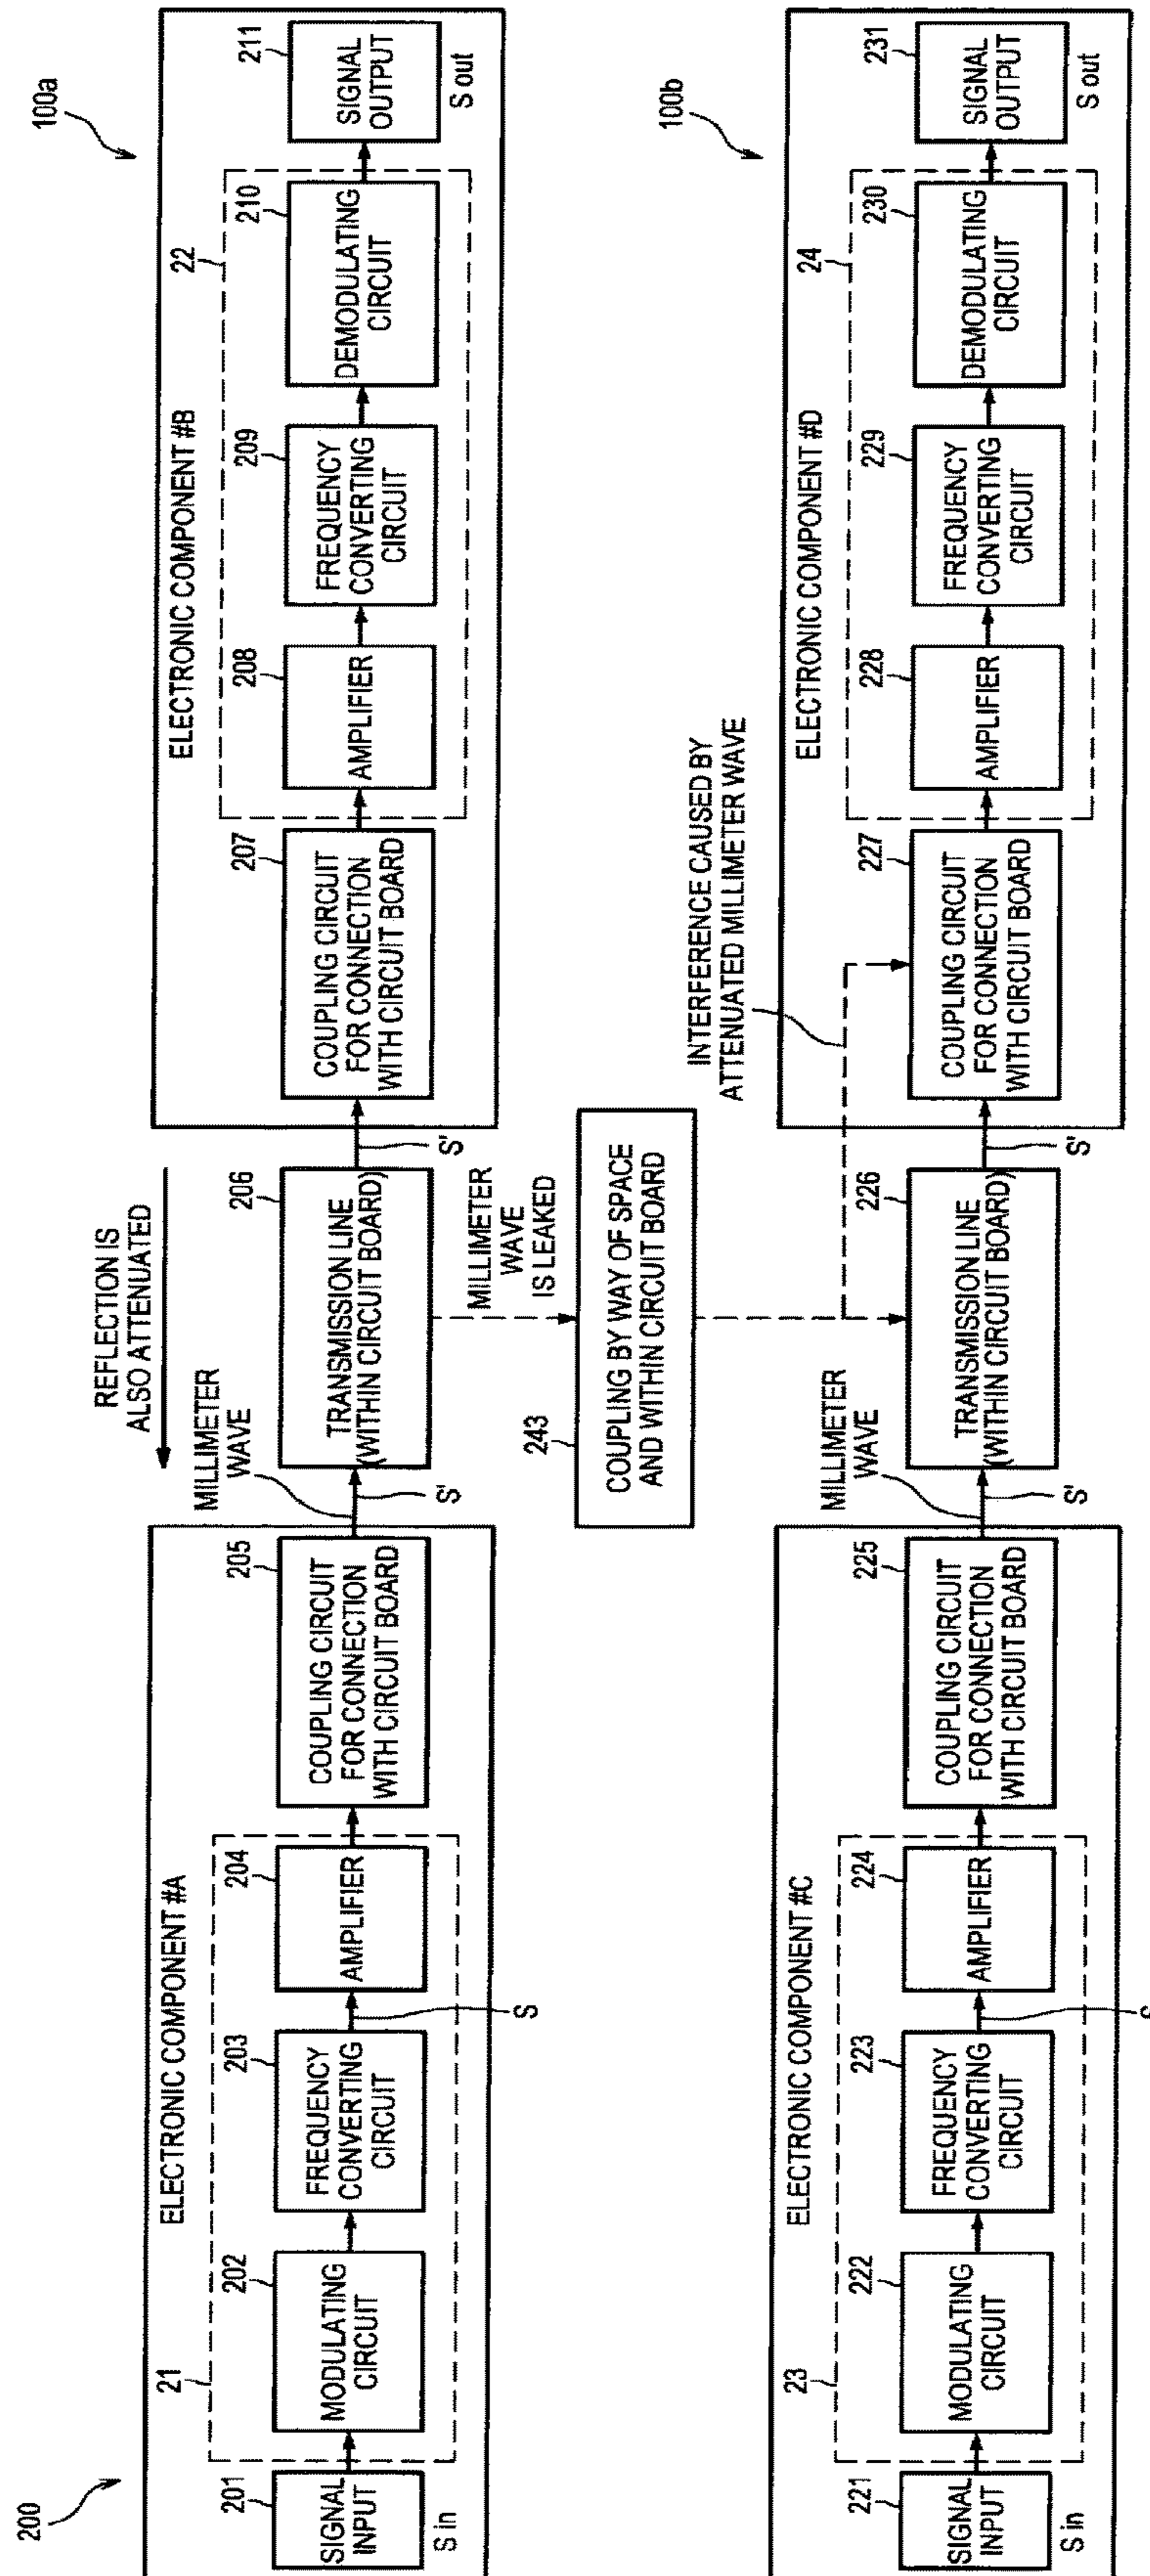 200
100a
ELECTRONIC COMPONENT #A
21
201
SIGNAL
INPUT
S in
202
MODULATING
CIRCUIT
203
FREQUENCY
CONVERTING
CIRCUIT
S
204
AMPLIFIER
205
COUPLING CIRCUIT
FOR CONNECTION
WITH CIRCUIT BOARD
MILLIMETER
WAVE
S'
REFLECTION IS
ALSO ATTENUATED
206
TRANSMISSION LINE
(WITHIN CIRCUIT BOARD)
S'
ELECTRONIC COMPONENT #B
22
207
COUPLING CIRCUIT
FOR CONNECTION
WITH CIRCUIT BOARD
208
AMPLIFIER
209
FREQUENCY
CONVERTING
CIRCUIT
210
DEMODULATING
CIRCUIT
211
SIGNAL
OUTPUT
S out
MILLIMETER
WAVE
IS LEAKED
243
COUPLING BY WAY OF SPACE
AND WITHIN CIRCUIT BOARD
INTERFERENCE CAUSED BY
ATTENUATED MILLIMETER WAVE
100b
ELECTRONIC COMPONENT #C
23
221
SIGNAL
INPUT
S in
222
MODULATING
CIRCUIT
223
FREQUENCY
CONVERTING
CIRCUIT
S
224
AMPLIFIER
225
COUPLING CIRCUIT
FOR CONNECTION
WITH CIRCUIT BOARD
MILLIMETER
WAVE
S'
226
TRANSMISSION LINE
(WITHIN CIRCUIT BOARD)
S'
ELECTRONIC COMPONENT #D
24
227
COUPLING CIRCUIT
FOR CONNECTION
WITH CIRCUIT BOARD
228
AMPLIFIER
229
FREQUENCY
CONVERTING
CIRCUIT
230
DEMODULATING
CIRCUIT
231
SIGNAL
OUTPUT
S out